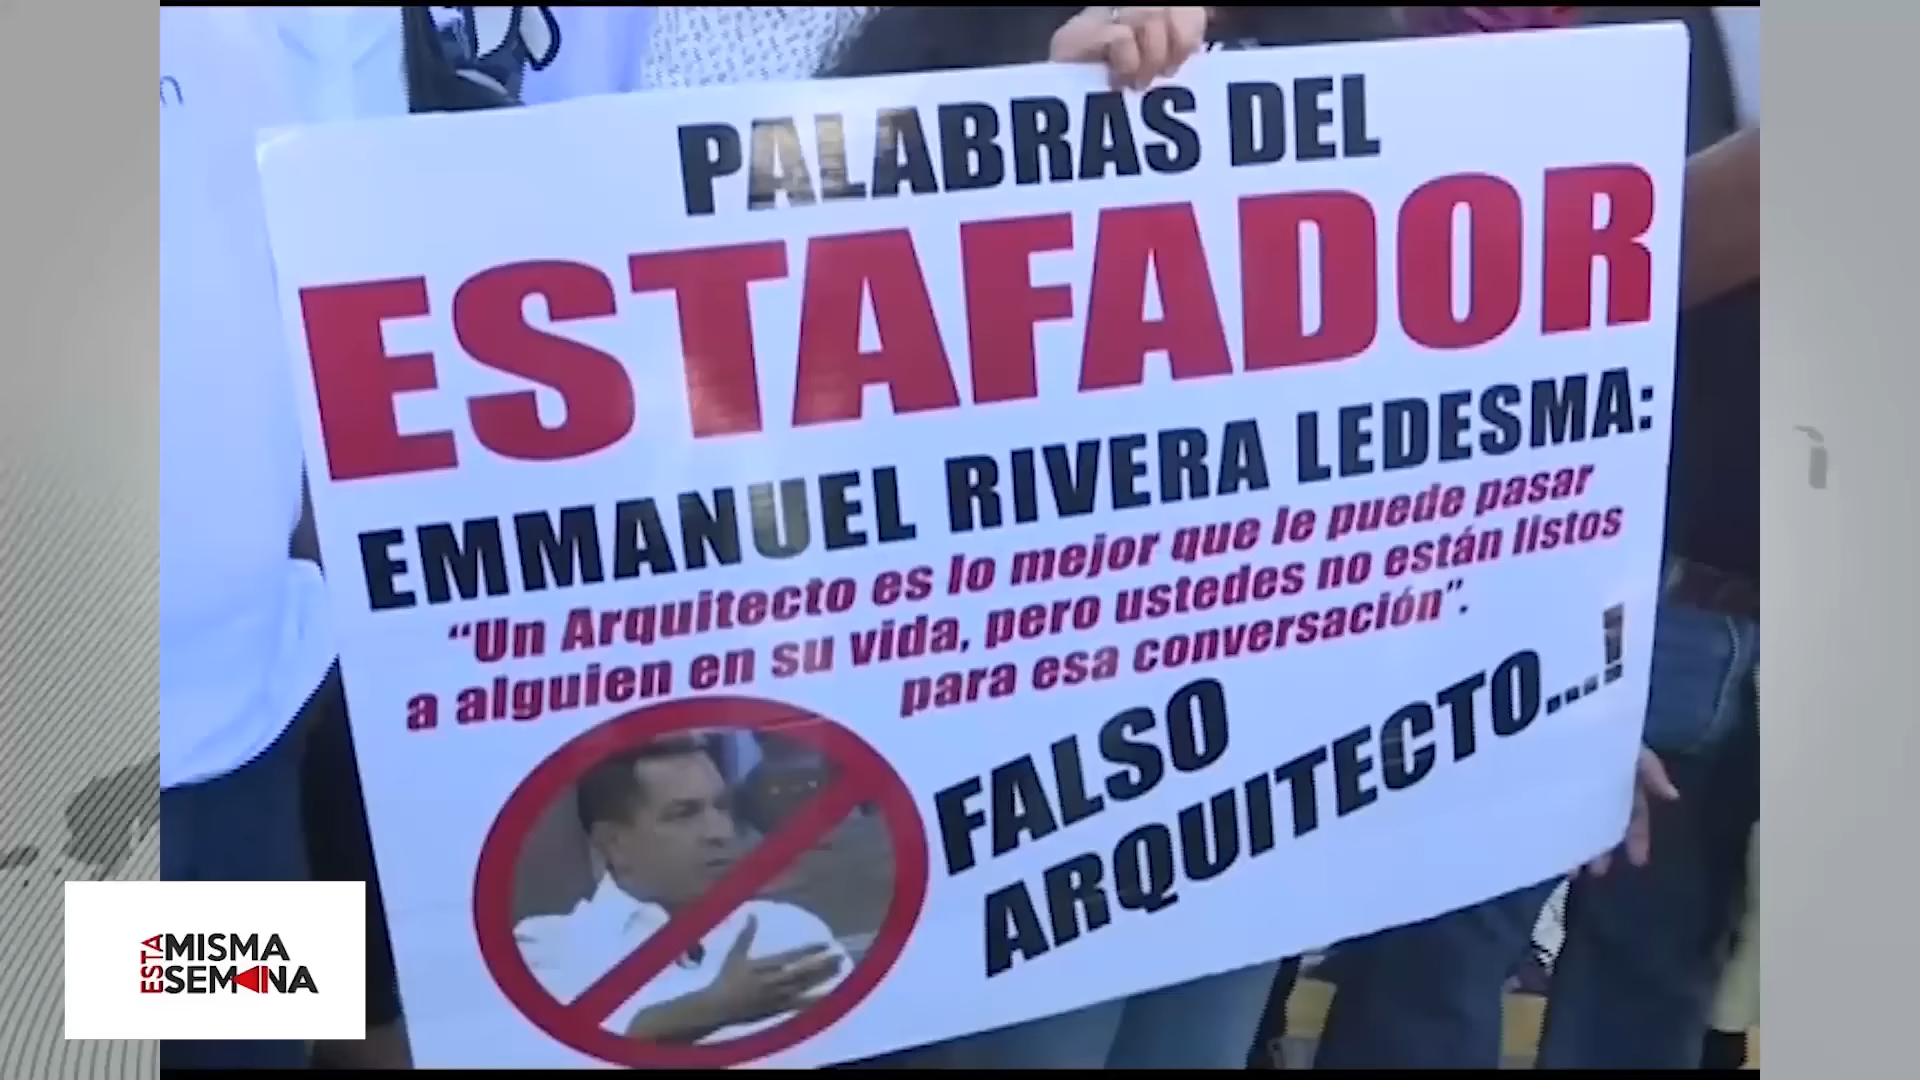 PALABRAS DEL
ESTAFADOR
EMMANUEL RIVERA LEDESMA:
“Un Arquitecto es lo mejor que le puede pasar
a alguien en su vida, pero ustedes no están listos
para esa conversación”.
FALSO
ARQUITECTO...!
ESTA
MISMA
SEMANA